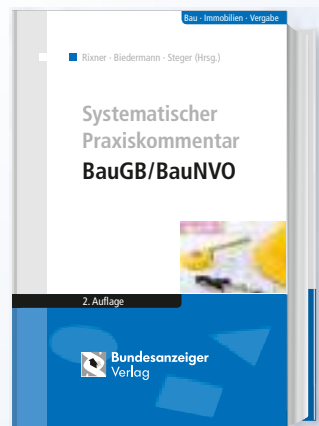 Bau · Immobilien · Vergabe
Rixner · Biedermann · Steger (Hrsg.)
Systematischer
Praxiskommentar
BauGB/BauNVO
2. Auflage
Bundesanzeiger
Verlag